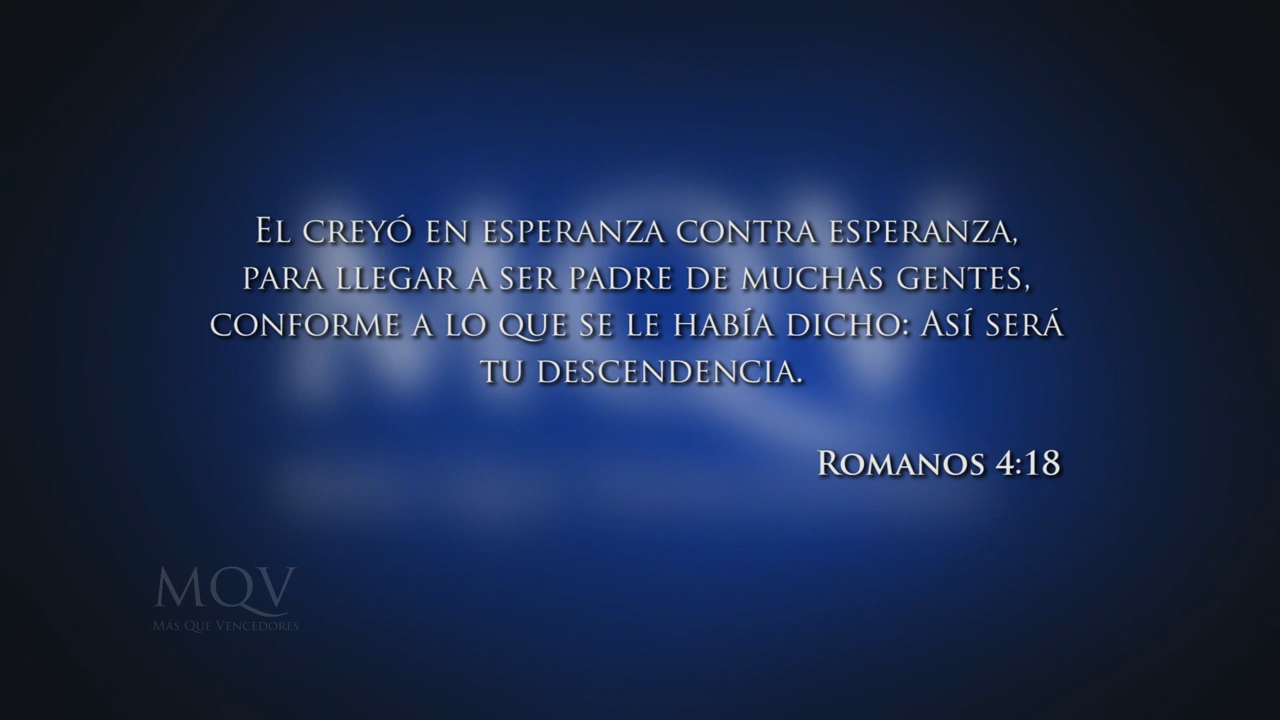 El creyó en esperanza contra esperanza,
para llegar a ser padre de muchas gentes,
conforme a lo que se le había dicho: Así será
tu descendencia.
Romanos 4:18
MQV
Más Que Vencedores